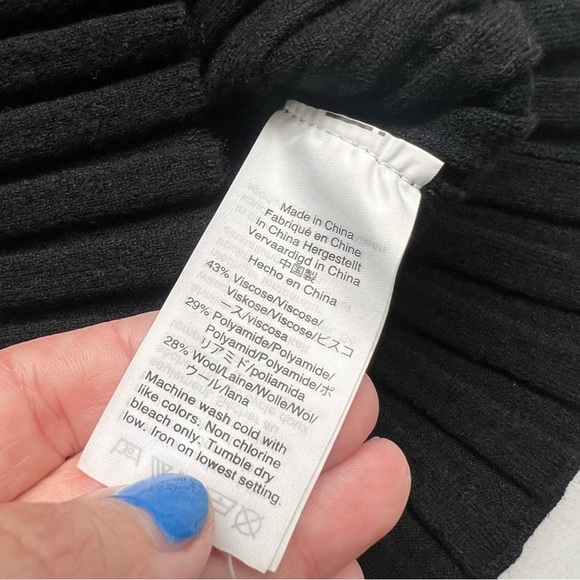 Made in China
Fabriqué en Chine
in China Hergestellt
Vervaardigd in China
中国製
Hecho en China
43% Viscose/Viscose/
Viskose/Viscose/ビスコ
ース/viscosa
29% Polyamide/Polyamide/
Polyamid/Polyamide/ポ
リアミド/poliamida
28% Wool/Laine/Wolle/Wol/
ウール/lana
Machine wash cold with
like colors. Non chlorine
bleach only. Tumble dry
low. Iron on lowest setting.